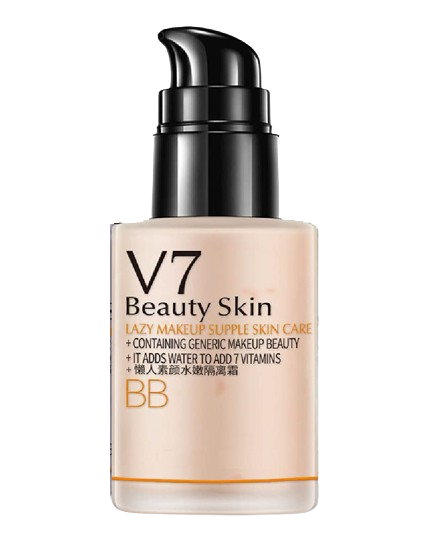 V7
Beauty Skin
LAZY MAKEUP SUPPLE SKIN CARE
+ CONTAINING GENERIC MAKEUP BEAUTY
+ IT ADDS WATER TO ADD 7 VITAMINS
+ 懒人素颜水嫩隔离霜
BB